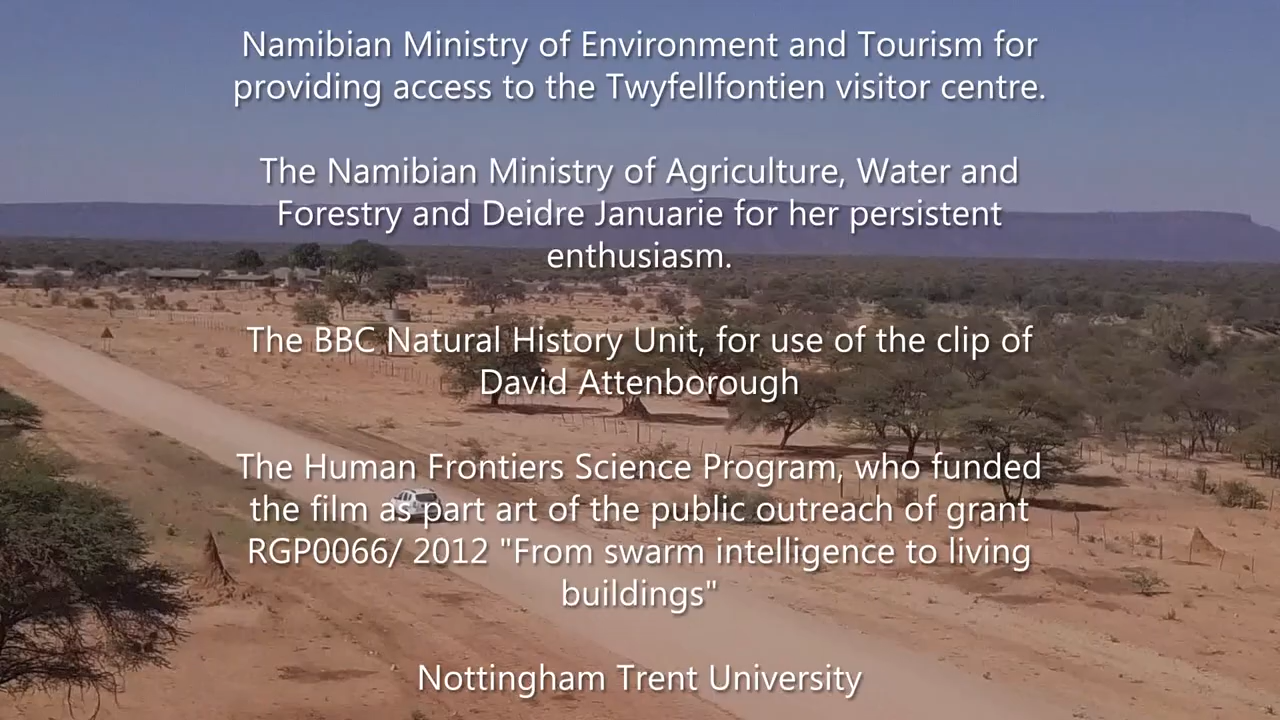 Namibian Ministry of Environment and Tourism for
providing access to the Twyfellfontien visitor centre.
The Namibian Ministry of Agriculture, Water and
Forestry and Deidre Januarie for her persistent
enthusiasm.
The BBC Natural History Unit, for use of the clip of
David Attenborough
The Human Frontiers Science Program, who funded
the film as part art of the public outreach of grant
RGP0066/ 2012 "From swarm intelligence to living
buildings"
Nottingham Trent University